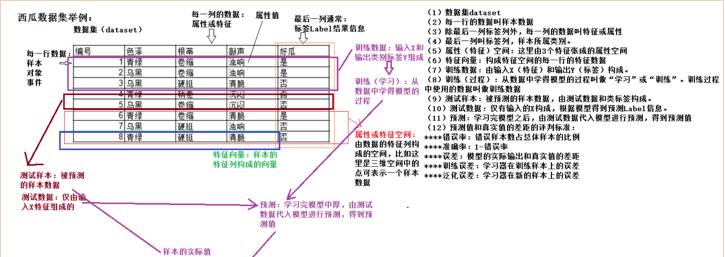 西瓜数据集举例：
数据集（dataset）
每一列的数据：
属性或特征
属性值
最后一列通常：
标签Label结果信息
每一行数据：
样本
对象
事件
编号 色泽 根蒂 敲声 好瓜
1 青绿 卷缩 浊响 是
2 乌黑 卷缩 浊响 是
3 乌黑 硬挺 清脆 否
4 青绿 稍卷 沉闷 否
5 乌黑 卷缩 沉闷 否
6 青绿 卷缩 清脆 是
7 乌黑 硬挺 浊响 否
8 青绿 硬挺 清脆 否
训练数据：输入X和
输出类别标签Y组成
训练（学习）：从
数据中学得模型的
过程
属性或特征空间：
由数据的特征列构
成的空间，比如这
里是三维空间中的
点可表示一个样本
数据
特征向量：样本的
特征列构成的向量
测试样本：被预测
的样本数据
测试数据：仅由输
入X特征组成的
预测：学习完模型中厚，由测试
数据代入模型进行预测，得到预
测值
样本的实际值
（1）数据集dataset
（2）每一行的数据叫样本数据
（3）除最后一列标签列外，每一列的数据叫特征或属性
（4）最后一列叫标签列，样本所属类别。
（5）属性（特征）空间：这里由3个特征张成的属性空间
（6）特征向量：构成特征空间的每一行的特征数据
（7）训练数据：由输入X（特征）和输出Y（标签）构成。
（8）训练（过程）：从数据中学得模型的过程叫做“学习”或“训练”。训练过程
中使用的数据叫做训练数据
（9）测试样本：被预测的样本数据，由测试数据和类标签构成。
（10）测试数据：仅有输入的X构成，根据模型得到预测Label信息。
（11）预测：学习完模型之后，由测试数据代入模型进行预测，得到预测值
（12）预测值和真实值的差距的评判标准：
****错误率：错误样本数占总体样本的比例
****准确率：1-错误率
****误差：模型的实际输出和真实值的差距
****训练误差：学习器在训练样本上的误差
****泛化误差：学习器在新的样本上的误差